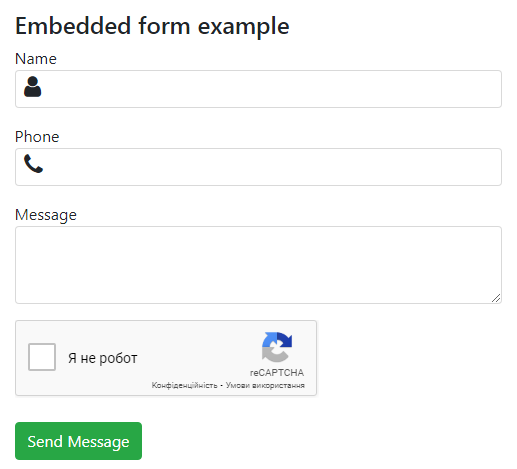 Embedded form example
Name
Phone
Message
Я не робот
reCAPTCHA
Конфіденційність • Умови використання
Send Message